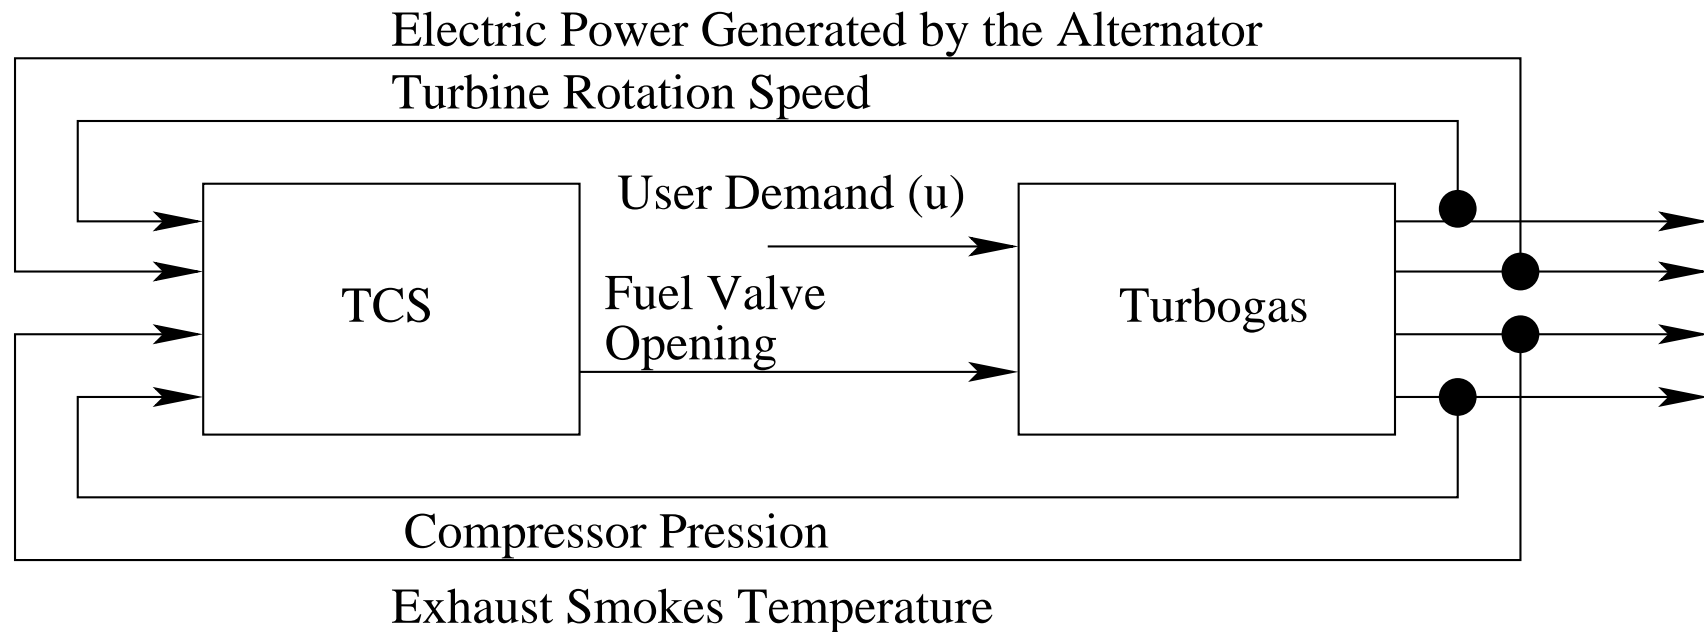 Electric Power Generated by the Alternator
Turbine Rotation Speed
User Demand (u)
TCS
Fuel Valve
Opening
Turbogas
Compressor Pression
Exhaust Smokes Temperature